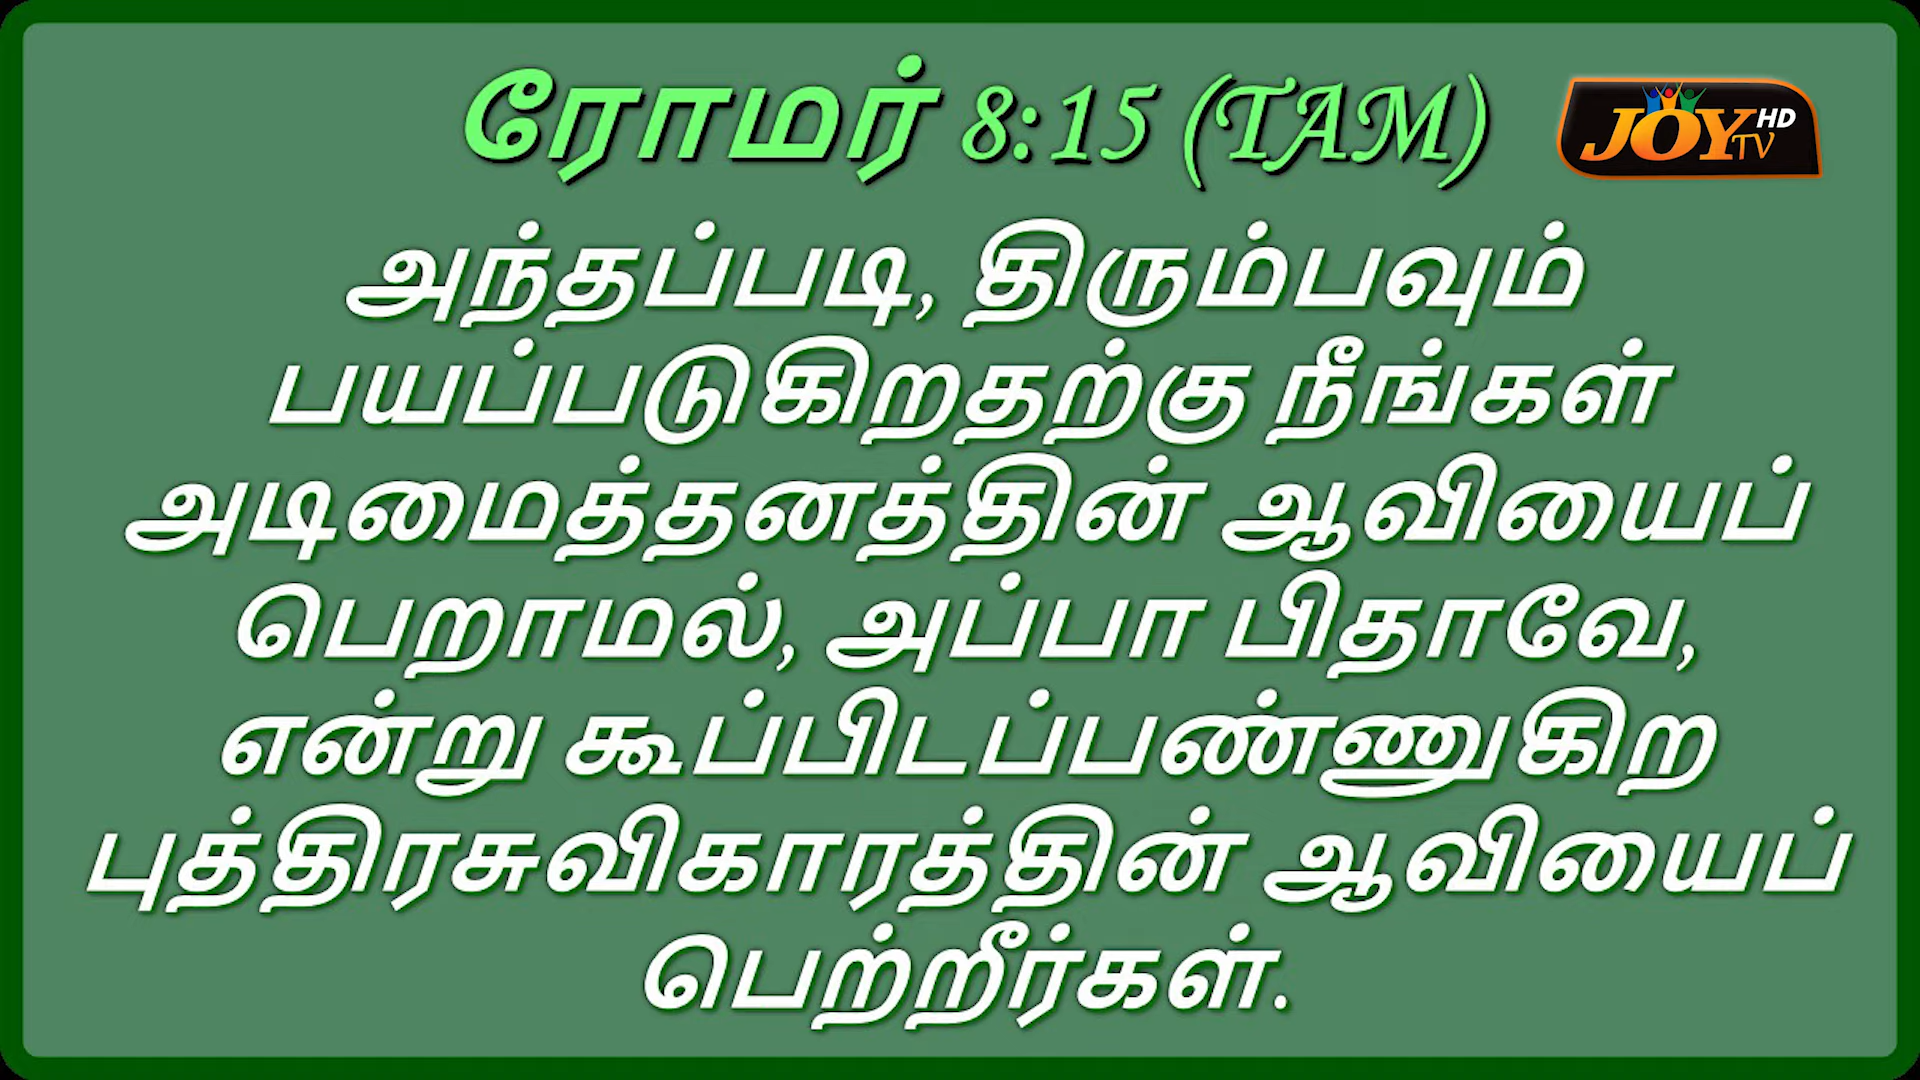 ரோமர் 8:15 (TAM)
JOY TV HD
அந்தப்படி, திரும்பவும்
பயப்படுகிறதற்கு நீங்கள்
அடிமைத்தனத்தின் ஆவியைப்
பெறாமல், அப்பா பிதாவே,
என்று கூப்பிடப்பண்ணுகிற
புத்திரசுவிகாரத்தின் ஆவியைப்
பெற்றீர்கள்.